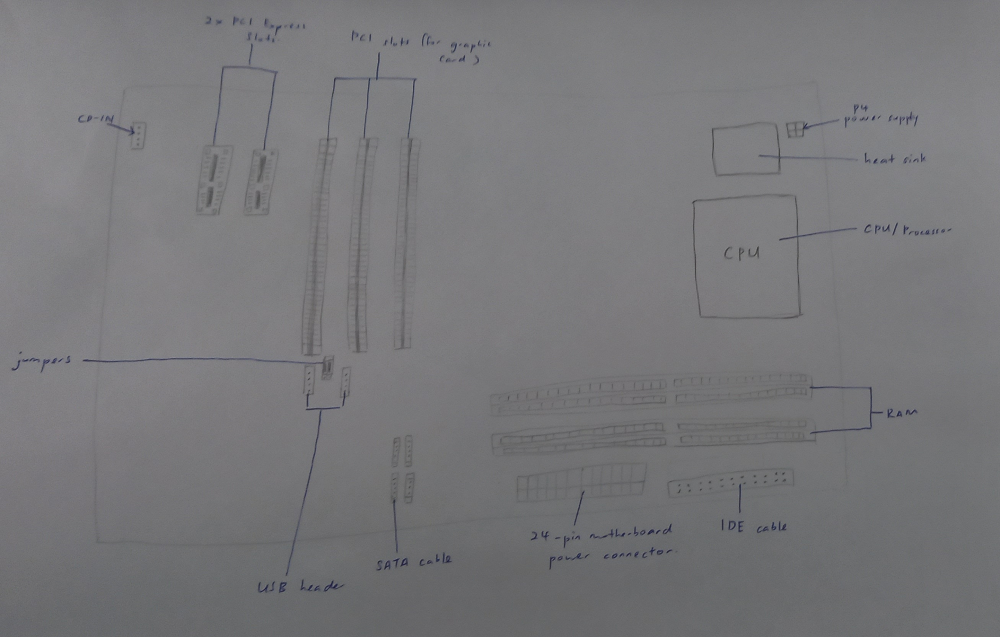 2x PCI Express
Slots.
PCI slots (for graphic
card)
CD-IN
P4
power supply
heat sink
CPU/Processor
CPU
jumpers
RAM
IDE cable
24-pin motherboard
power connector.
SATA cable
USB header